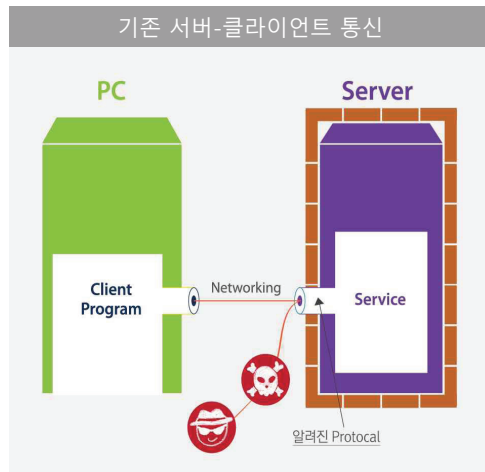 기존 서버-클라이언트 통신
PC
Server
Client
Program
Networking
Service
알려진 Protocal